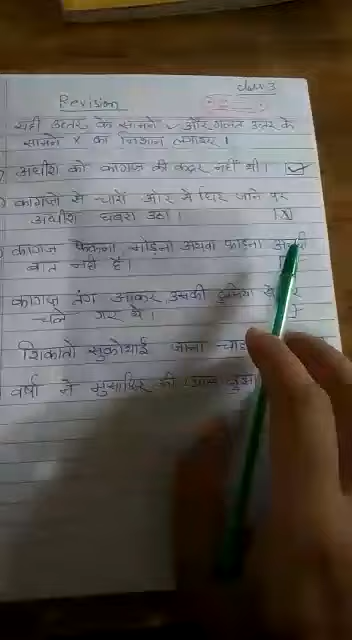 class 3
Revision
सही उत्तर के सामने ✓ और गलत उत्तर के
सामने x का निशान लगाइए।
अधीश को कागज की कदर नहीं थी। ✓
कागजों से चारों ओर से घिर जाने पर
अधीश घबरा उठा। x
कागज फेंकना मोड़ना अथवा फाड़ना अच्छी
बात नहीं है।
कागज तंग आकर उसकी दुनिया से
चले गए थे।
शिकातो सुकोयाई जाना
वर्षा ने मुसाफिर की प्यास